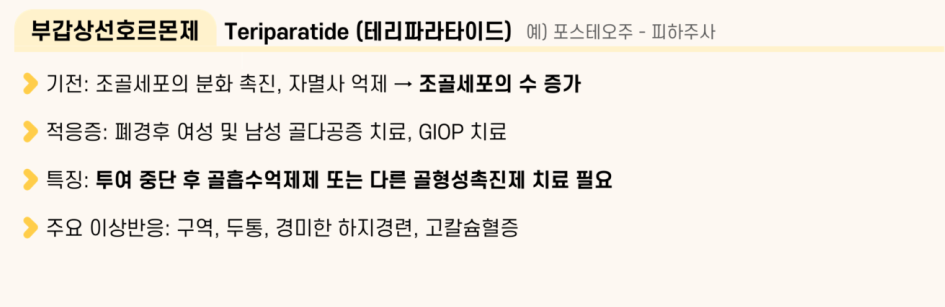 부갑상선호르몬제 Teriparatide (테리파라타이드) 예) 포스테오주 - 피하주사
기전: 조골세포의 분화 촉진, 자멸사 억제 → 조골세포의 수 증가
적응증: 폐경후 여성 및 남성 골다공증 치료, GIOP 치료
특징: 투여 중단 후 골흡수억제제 또는 다른 골형성촉진제 치료 필요
주요 이상반응: 구역, 두통, 경미한 하지경련, 고칼슘혈증